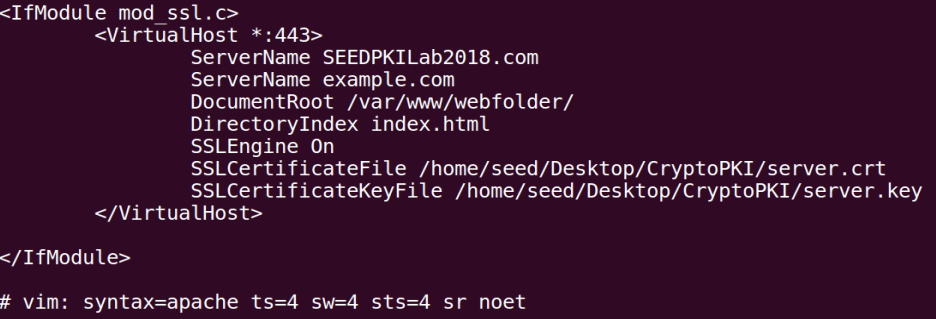 <IfModule mod_ssl.c>
<VirtualHost *:443>
ServerName SEEDPKILab2018.com
ServerName example.com
DocumentRoot /var/www/webfolder/
DirectoryIndex index.html
SSLEngine On
SSLCertificateFile /home/seed/Desktop/CryptoPKI/server.crt
SSLCertificateKeyFile /home/seed/Desktop/CryptoPKI/server.key
</VirtualHost>
</IfModule>
# vim: syntax=apache ts=4 sw=4 sts=4 sr noet